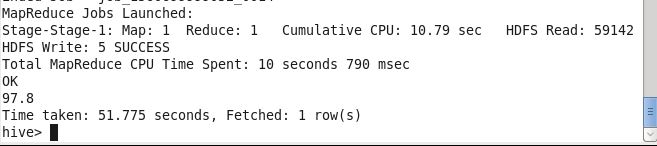 MapReduce Jobs Launched:
Stage-Stage-1: Map: 1  Reduce: 1   Cumulative CPU: 10.79 sec   HDFS Read: 59142
HDFS Write: 5 SUCCESS
Total MapReduce CPU Time Spent: 10 seconds 790 msec
OK
97.8
Time taken: 51.775 seconds, Fetched: 1 row(s)
hive>